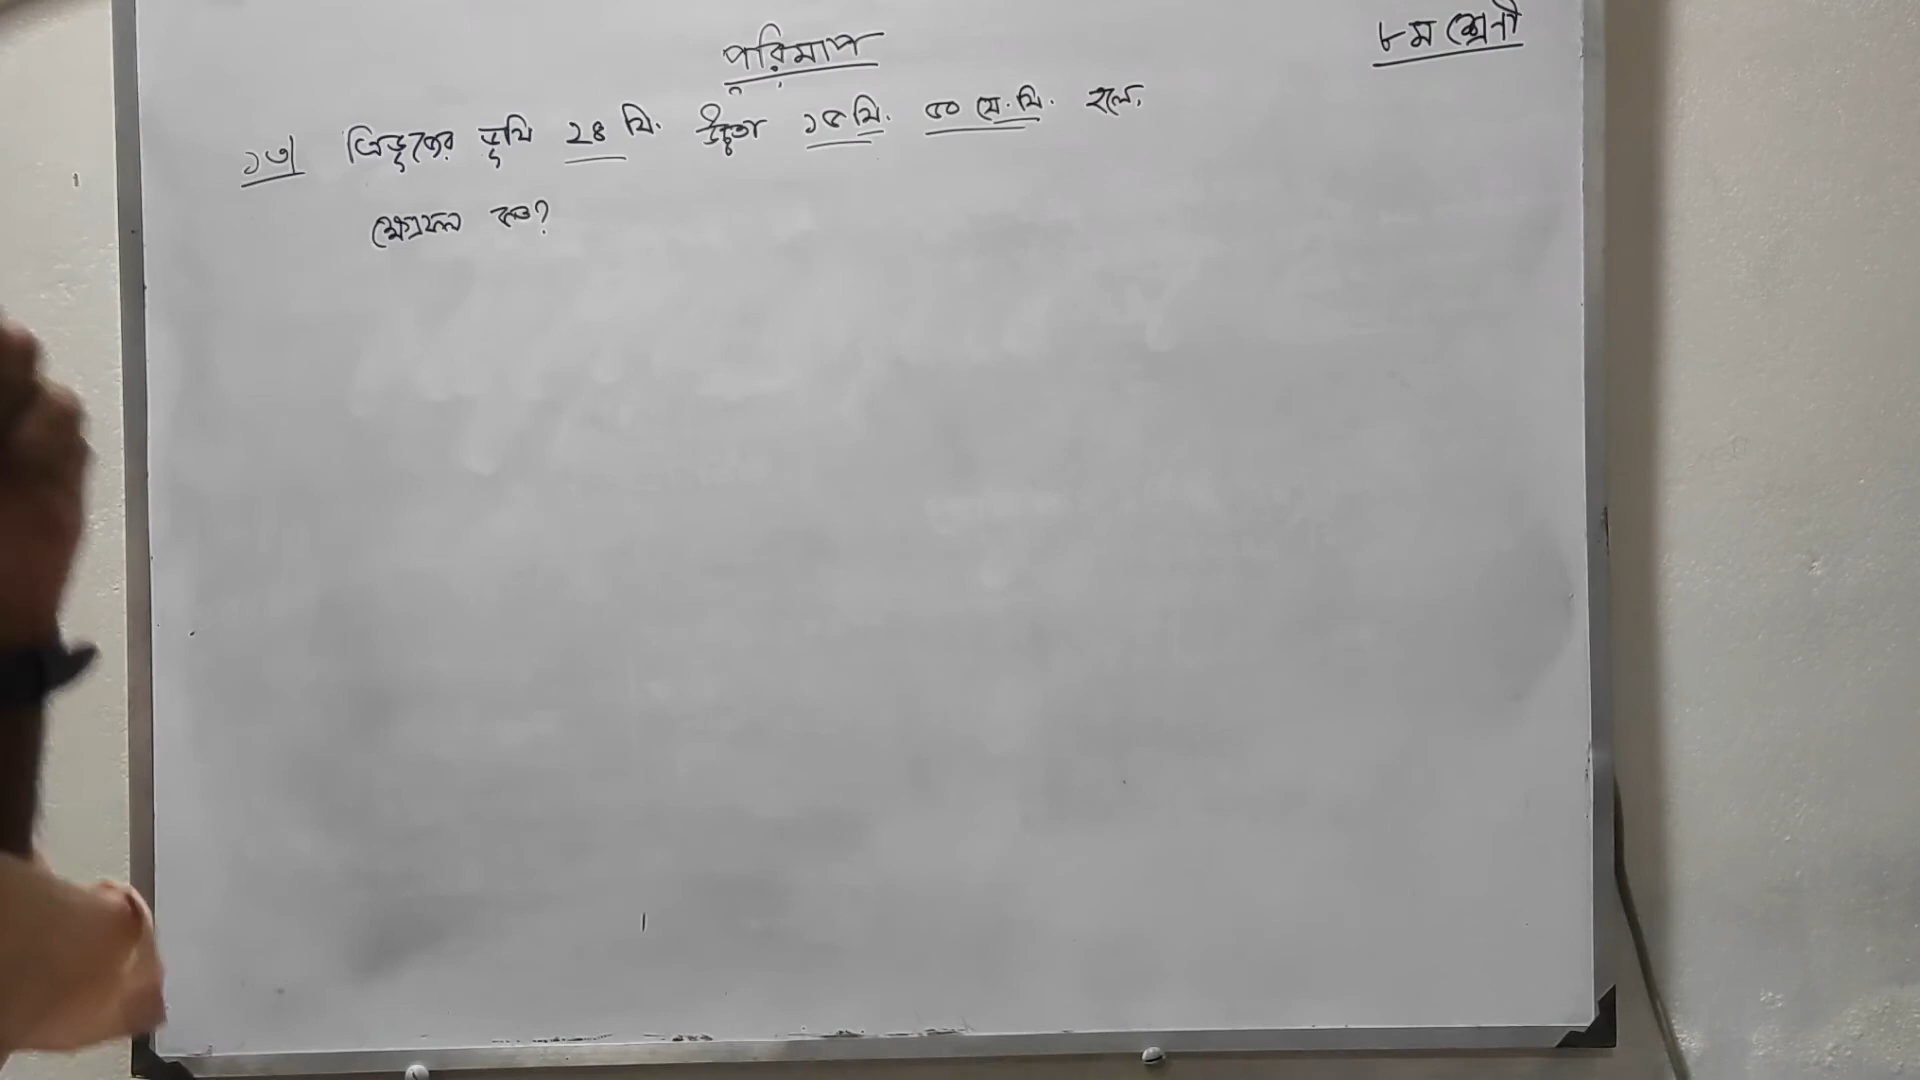 পরিমাপ
৮ম শ্রেণী
১৩। ত্রিভূজের ভূমি ২৪ মি. উচ্চতা ১৫ মি. ৫০ সে. মি. হলে,
ক্ষেত্রফল কত?